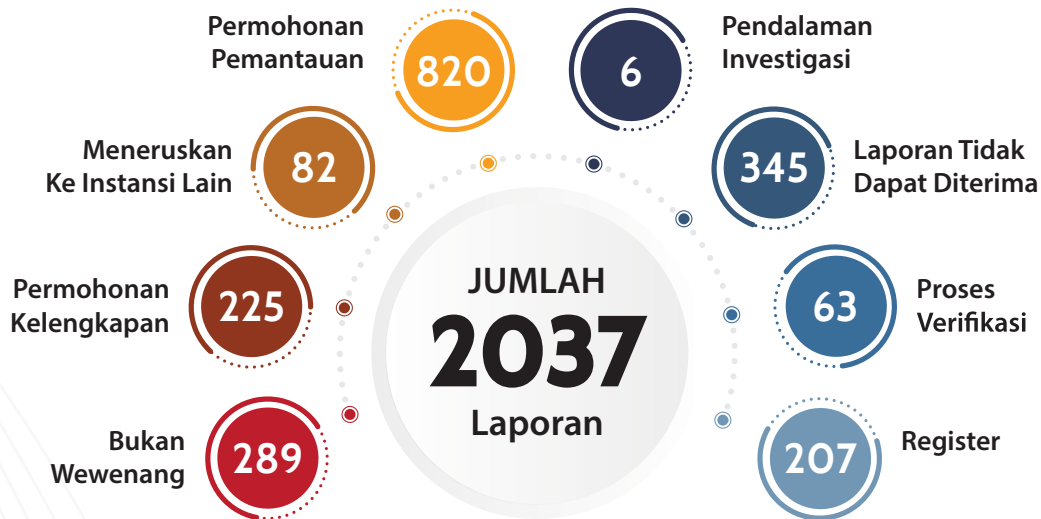 Permohonan
Pemantauan
820
6
Pendalaman
Investigasi
Meneruskan
Ke Instansi Lain
82
345
Laporan Tidak
Dapat Diterima
Permohonan
Kelengkapan
225
63
Proses
Verifikasi
JUMLAH
2037
Laporan
Bukan
Wewenang
289
207
Register